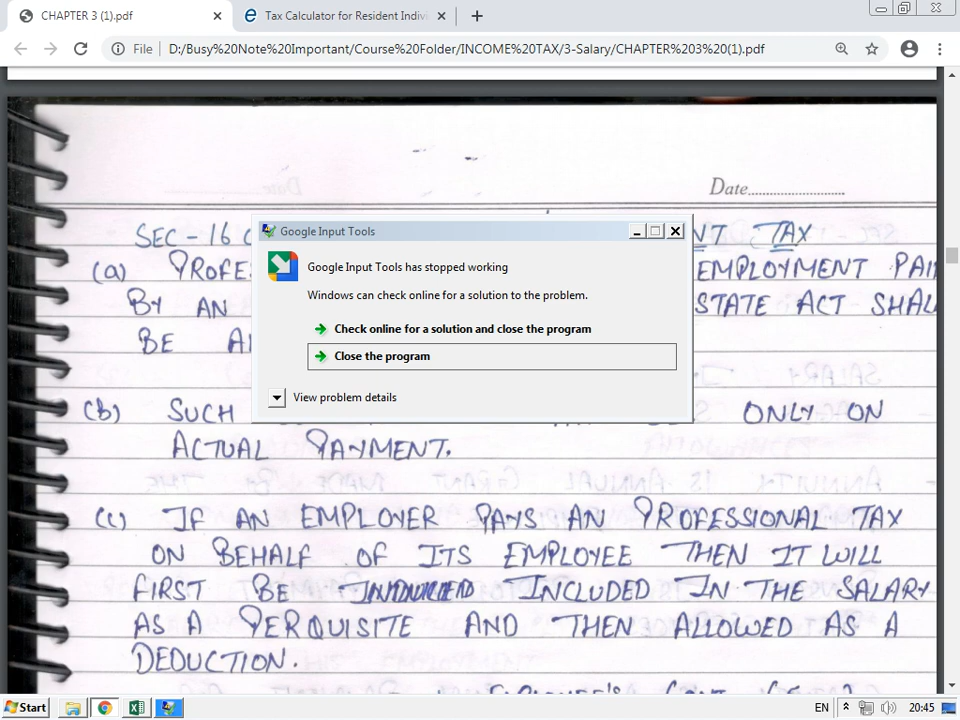 CHAPTER 3 (1).pdf
Tax Calculator for Resident Indivi
File D:/Busy%20Note%20Important/Course%20Folder/INCOME%20TAX/3-Salary/CHAPTER%203%20(1).pdf
Date
SEC - 16 TAX
Google Input Tools
(a) EMPLOYMENT
Google Input Tools has stopped working
Windows can check online for a solution to the problem.
BY AN STATE ACT SHALL
Check online for a solution and close the program
BE
Close the program
View problem details
(b) SUCH ONLY ON
ACTUAL PAYMENT.
(c) IF AN EMPLOYER PAYS AN PROFESSIONAL TAX
ON BEHALF OF ITS EMPLOYEE THEN IT WILL
FIRST BE INCLUDED IN THE SALARY
AS A PERQUISITE AND THEN ALLOWED AS A
DEDUCTION.
Start EN 20:45